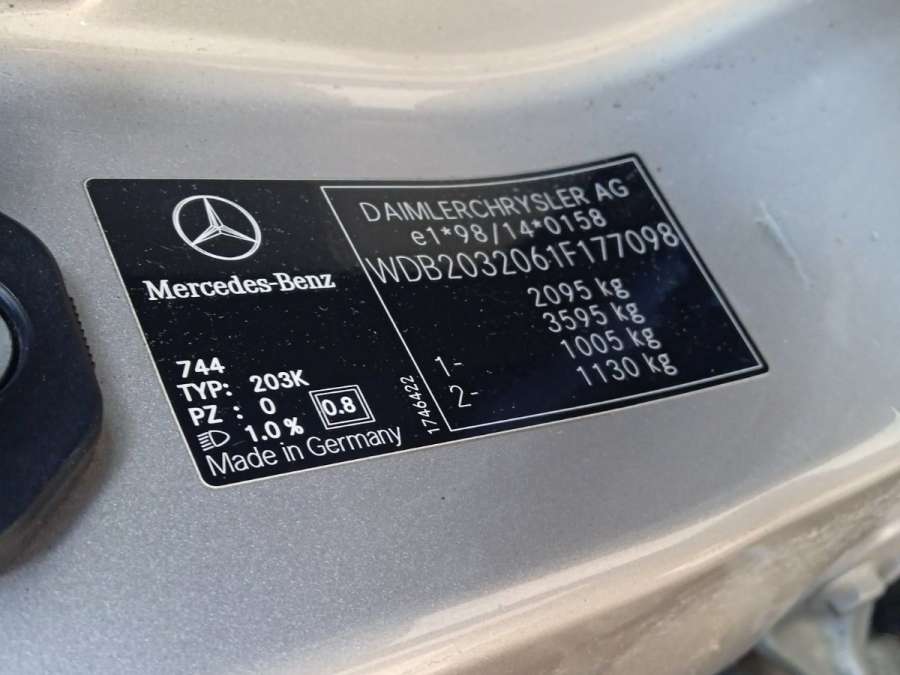 Mercedes-Benz
744
TYP: 203K
PZ : 0
1.0 % 0.8
Made in Germany
1746422
DAIMLERCHRYSLER AG
e1*98/14*0158
WDB2032061F177098
2095 kg
3595 kg
1- 1005 kg
2- 1130 kg